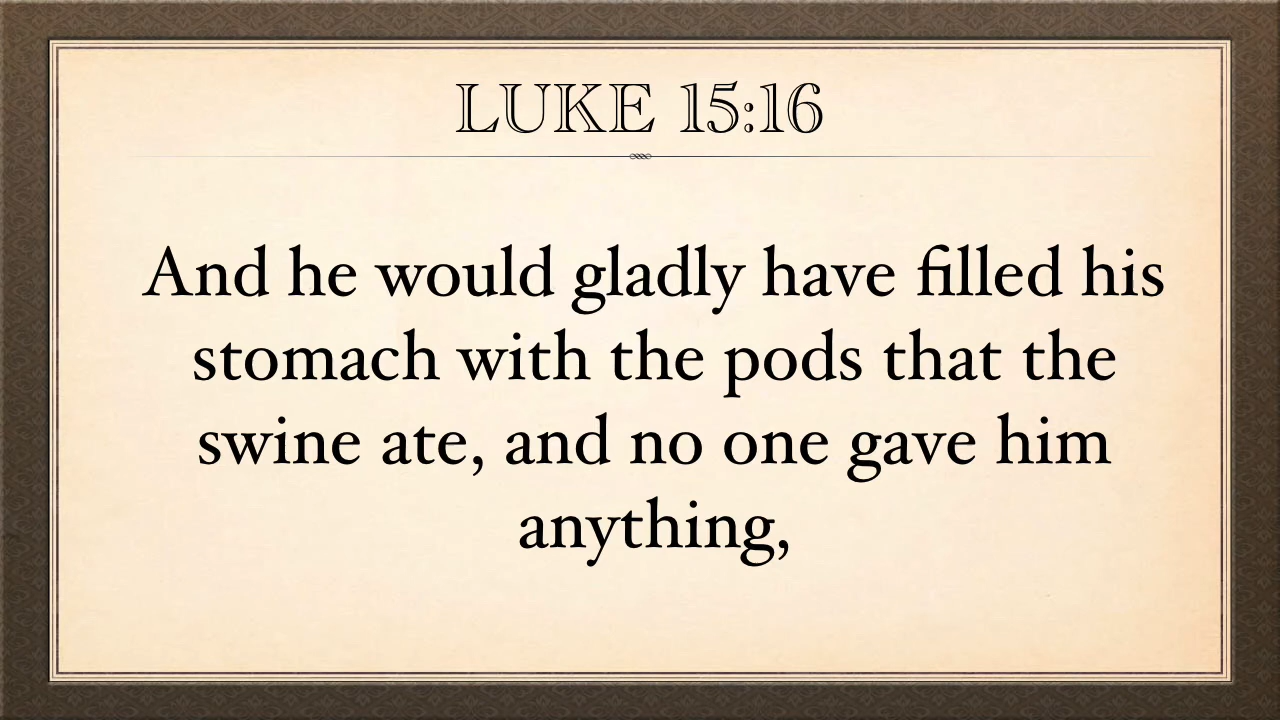 LUKE 15:16
And he would gladly have filled his
stomach with the pods that the
swine ate, and no one gave him
anything,